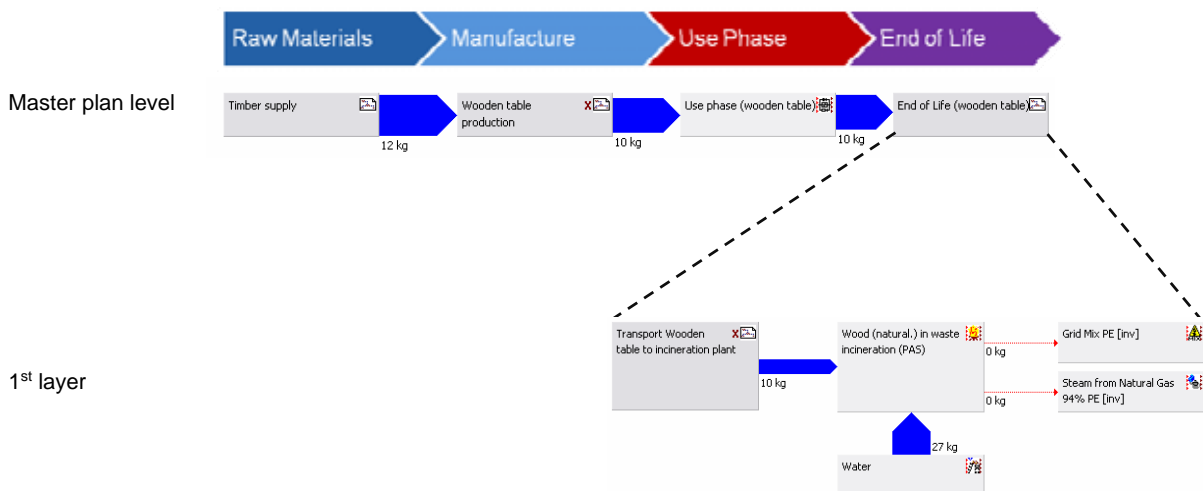 Raw Materials
Manufacture
Use Phase
End of Life
Master plan level
Timber supply
Wooden table
production
X
Use phase (wooden table)
End of Life (wooden table)
12 kg
10 kg
10 kg
1st layer
Transport Wooden
table to incineration plant
X
10 kg
Wood (natural.) in waste
incineration (PAS)
0 kg
0 kg
Grid Mix PE [inv]
Steam from Natural Gas
94% PE [inv]
27 kg
Water